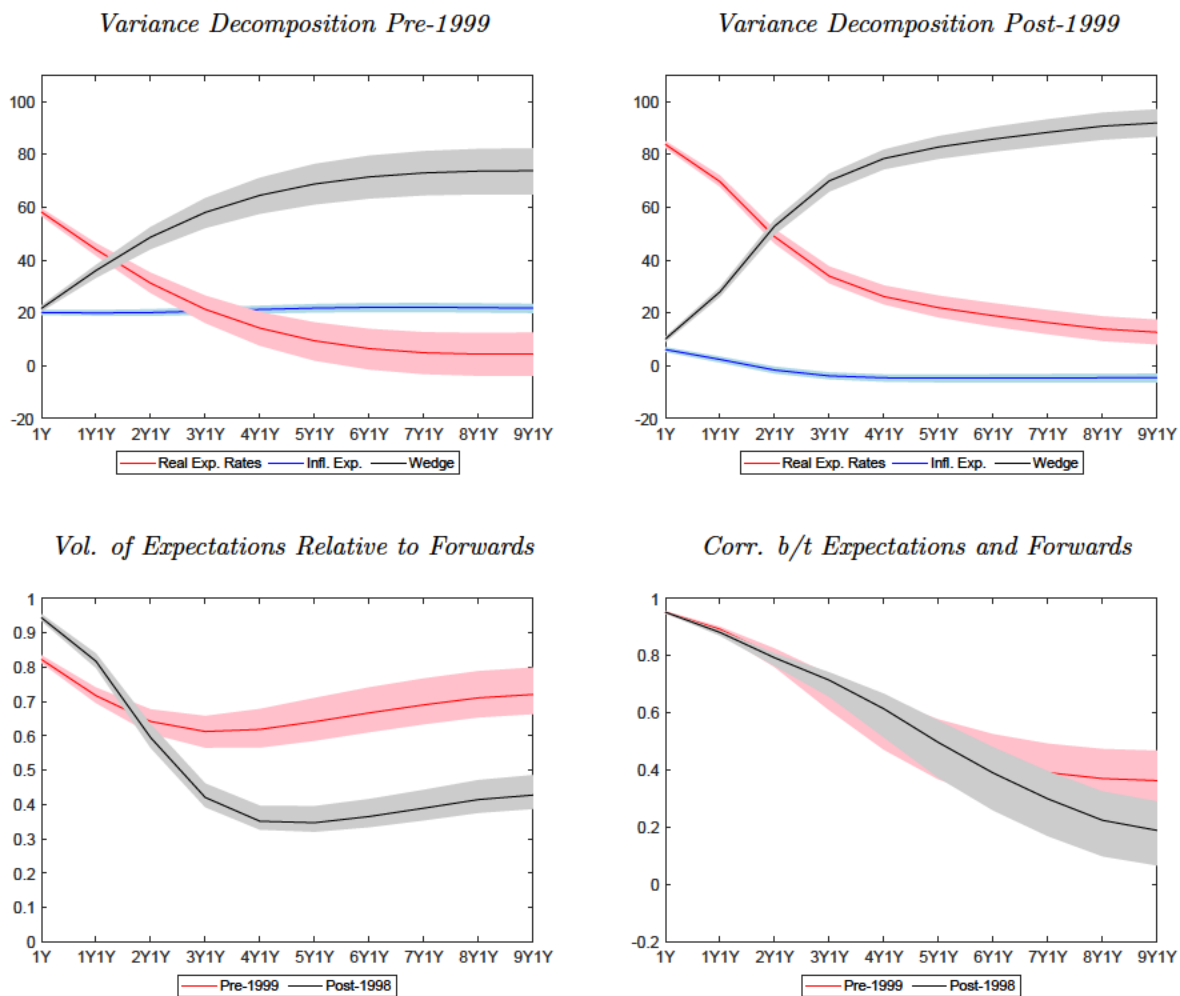 Variance Decomposition Pre-1999
100
80
60
40
20
0
-20
1Y 1Y1Y 2Y1Y 3Y1Y 4Y1Y 5Y1Y 6Y1Y 7Y1Y 8Y1Y 9Y1Y
Real Exp. Rates Infl. Exp. Wedge
Variance Decomposition Post-1999
100
80
60
40
20
0
-20
1Y 1Y1Y 2Y1Y 3Y1Y 4Y1Y 5Y1Y 6Y1Y 7Y1Y 8Y1Y 9Y1Y
Real Exp. Rates Infl. Exp. Wedge
Vol. of Expectations Relative to Forwards
1
0.9
0.8
0.7
0.6
0.5
0.4
0.3
0.2
0.1
0
1Y 1Y1Y 2Y1Y 3Y1Y 4Y1Y 5Y1Y 6Y1Y 7Y1Y 8Y1Y 9Y1Y
Pre-1999 Post-1998
Corr. b/t Expectations and Forwards
1
0.8
0.6
0.4
0.2
0
-0.2
1Y 1Y1Y 2Y1Y 3Y1Y 4Y1Y 5Y1Y 6Y1Y 7Y1Y 8Y1Y 9Y1Y
Pre-1999 Post-1998